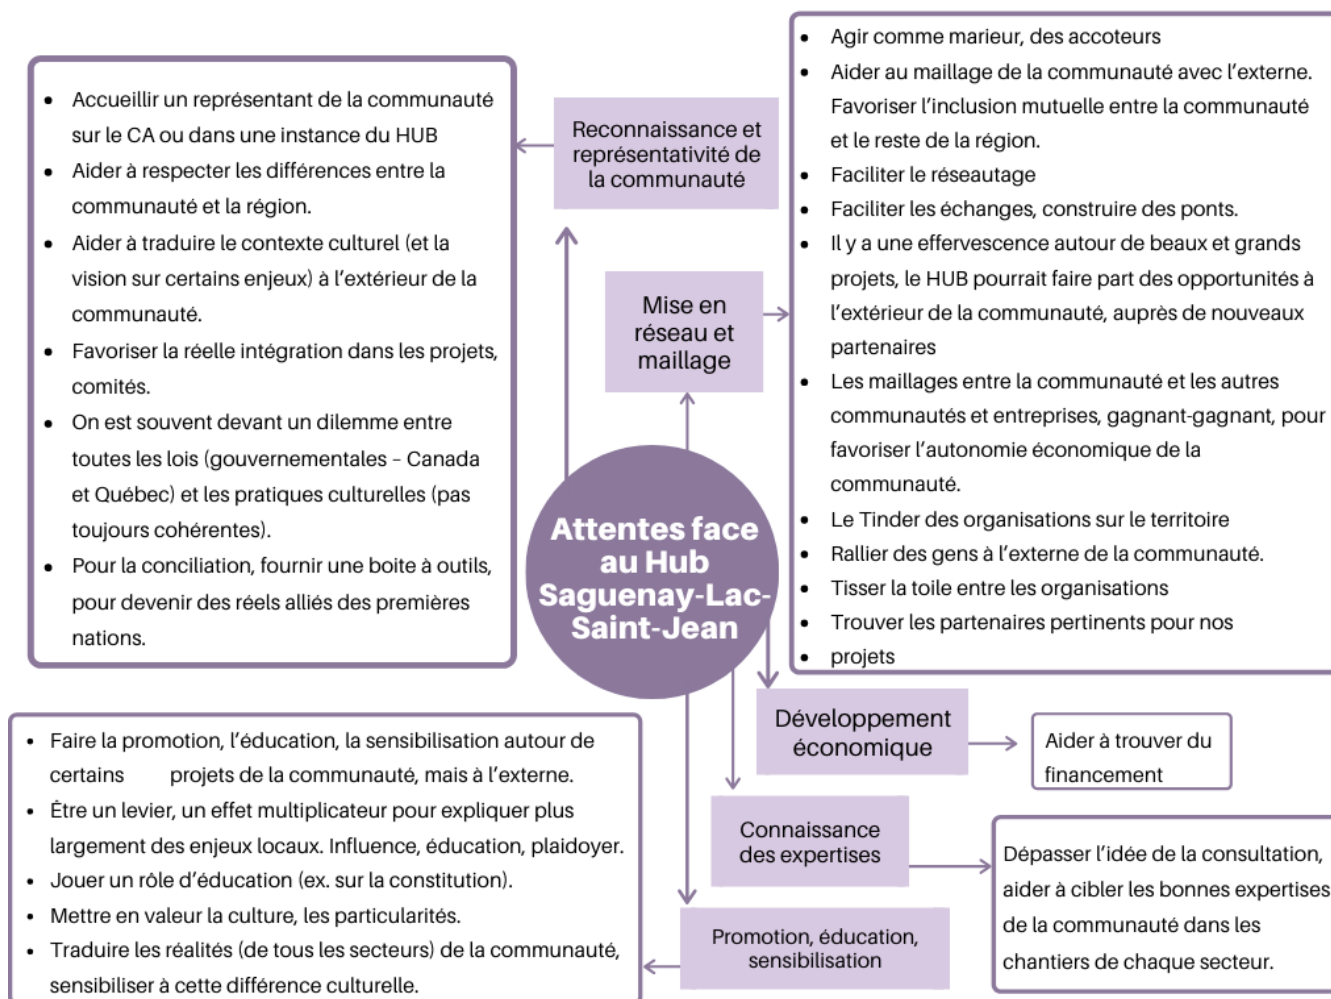 Attentes face
au Hub
Saguenay-Lac-
Saint-Jean
Reconnaissance et
représentativité de
la communauté
• Accueillir un représentant de la communauté
sur le CA ou dans une instance du HUB
• Aider à respecter les différences entre la
communauté et la région.
• Aider à traduire le contexte culturel (et la
vision sur certains enjeux) à l'extérieur de la
communauté.
• Favoriser la réelle intégration dans les projets,
comités.
• On est souvent devant un dilemme entre
toutes les lois (gouvernementales – Canada
et Québec) et les pratiques culturelles (pas
toujours cohérentes).
• Pour la conciliation, fournir une boite à outils,
pour devenir des réels alliés des premières
nations.
Mise en
réseau et
maillage
• Agir comme marieur, des accoteurs
• Aider au maillage de la communauté avec l'externe.
Favoriser l'inclusion mutuelle entre la communauté
et le reste de la région.
• Faciliter le réseautage
• Faciliter les échanges, construire des ponts.
• Il y a une effervescence autour de beaux et grands
projets, le HUB pourrait faire part des opportunités à
l'extérieur de la communauté, auprès de nouveaux
partenaires
• Les maillages entre la communauté et les autres
communautés et entreprises, gagnant-gagnant, pour
favoriser l'autonomie économique de la
communauté.
• Le Tinder des organisations sur le territoire
• Rallier des gens à l'externe de la communauté.
• Tisser la toile entre les organisations
• Trouver les partenaires pertinents pour nos
• projets
Développement
économique
Aider à trouver du
financement
Connaissance
des expertises
Dépasser l'idée de la consultation,
aider à cibler les bonnes expertises
de la communauté dans les
chantiers de chaque secteur.
Promotion, éducation,
sensibilisation
• Faire la promotion, l'éducation, la sensibilisation autour de
certains projets de la communauté, mais à l'externe.
• Être un levier, un effet multiplicateur pour expliquer plus
largement des enjeux locaux. Influence, éducation, plaidoyer.
• Jouer un rôle d'éducation (ex. sur la constitution).
• Mettre en valeur la culture, les particularités.
• Traduire les réalités (de tous les secteurs) de la communauté,
sensibiliser à cette différence culturelle.